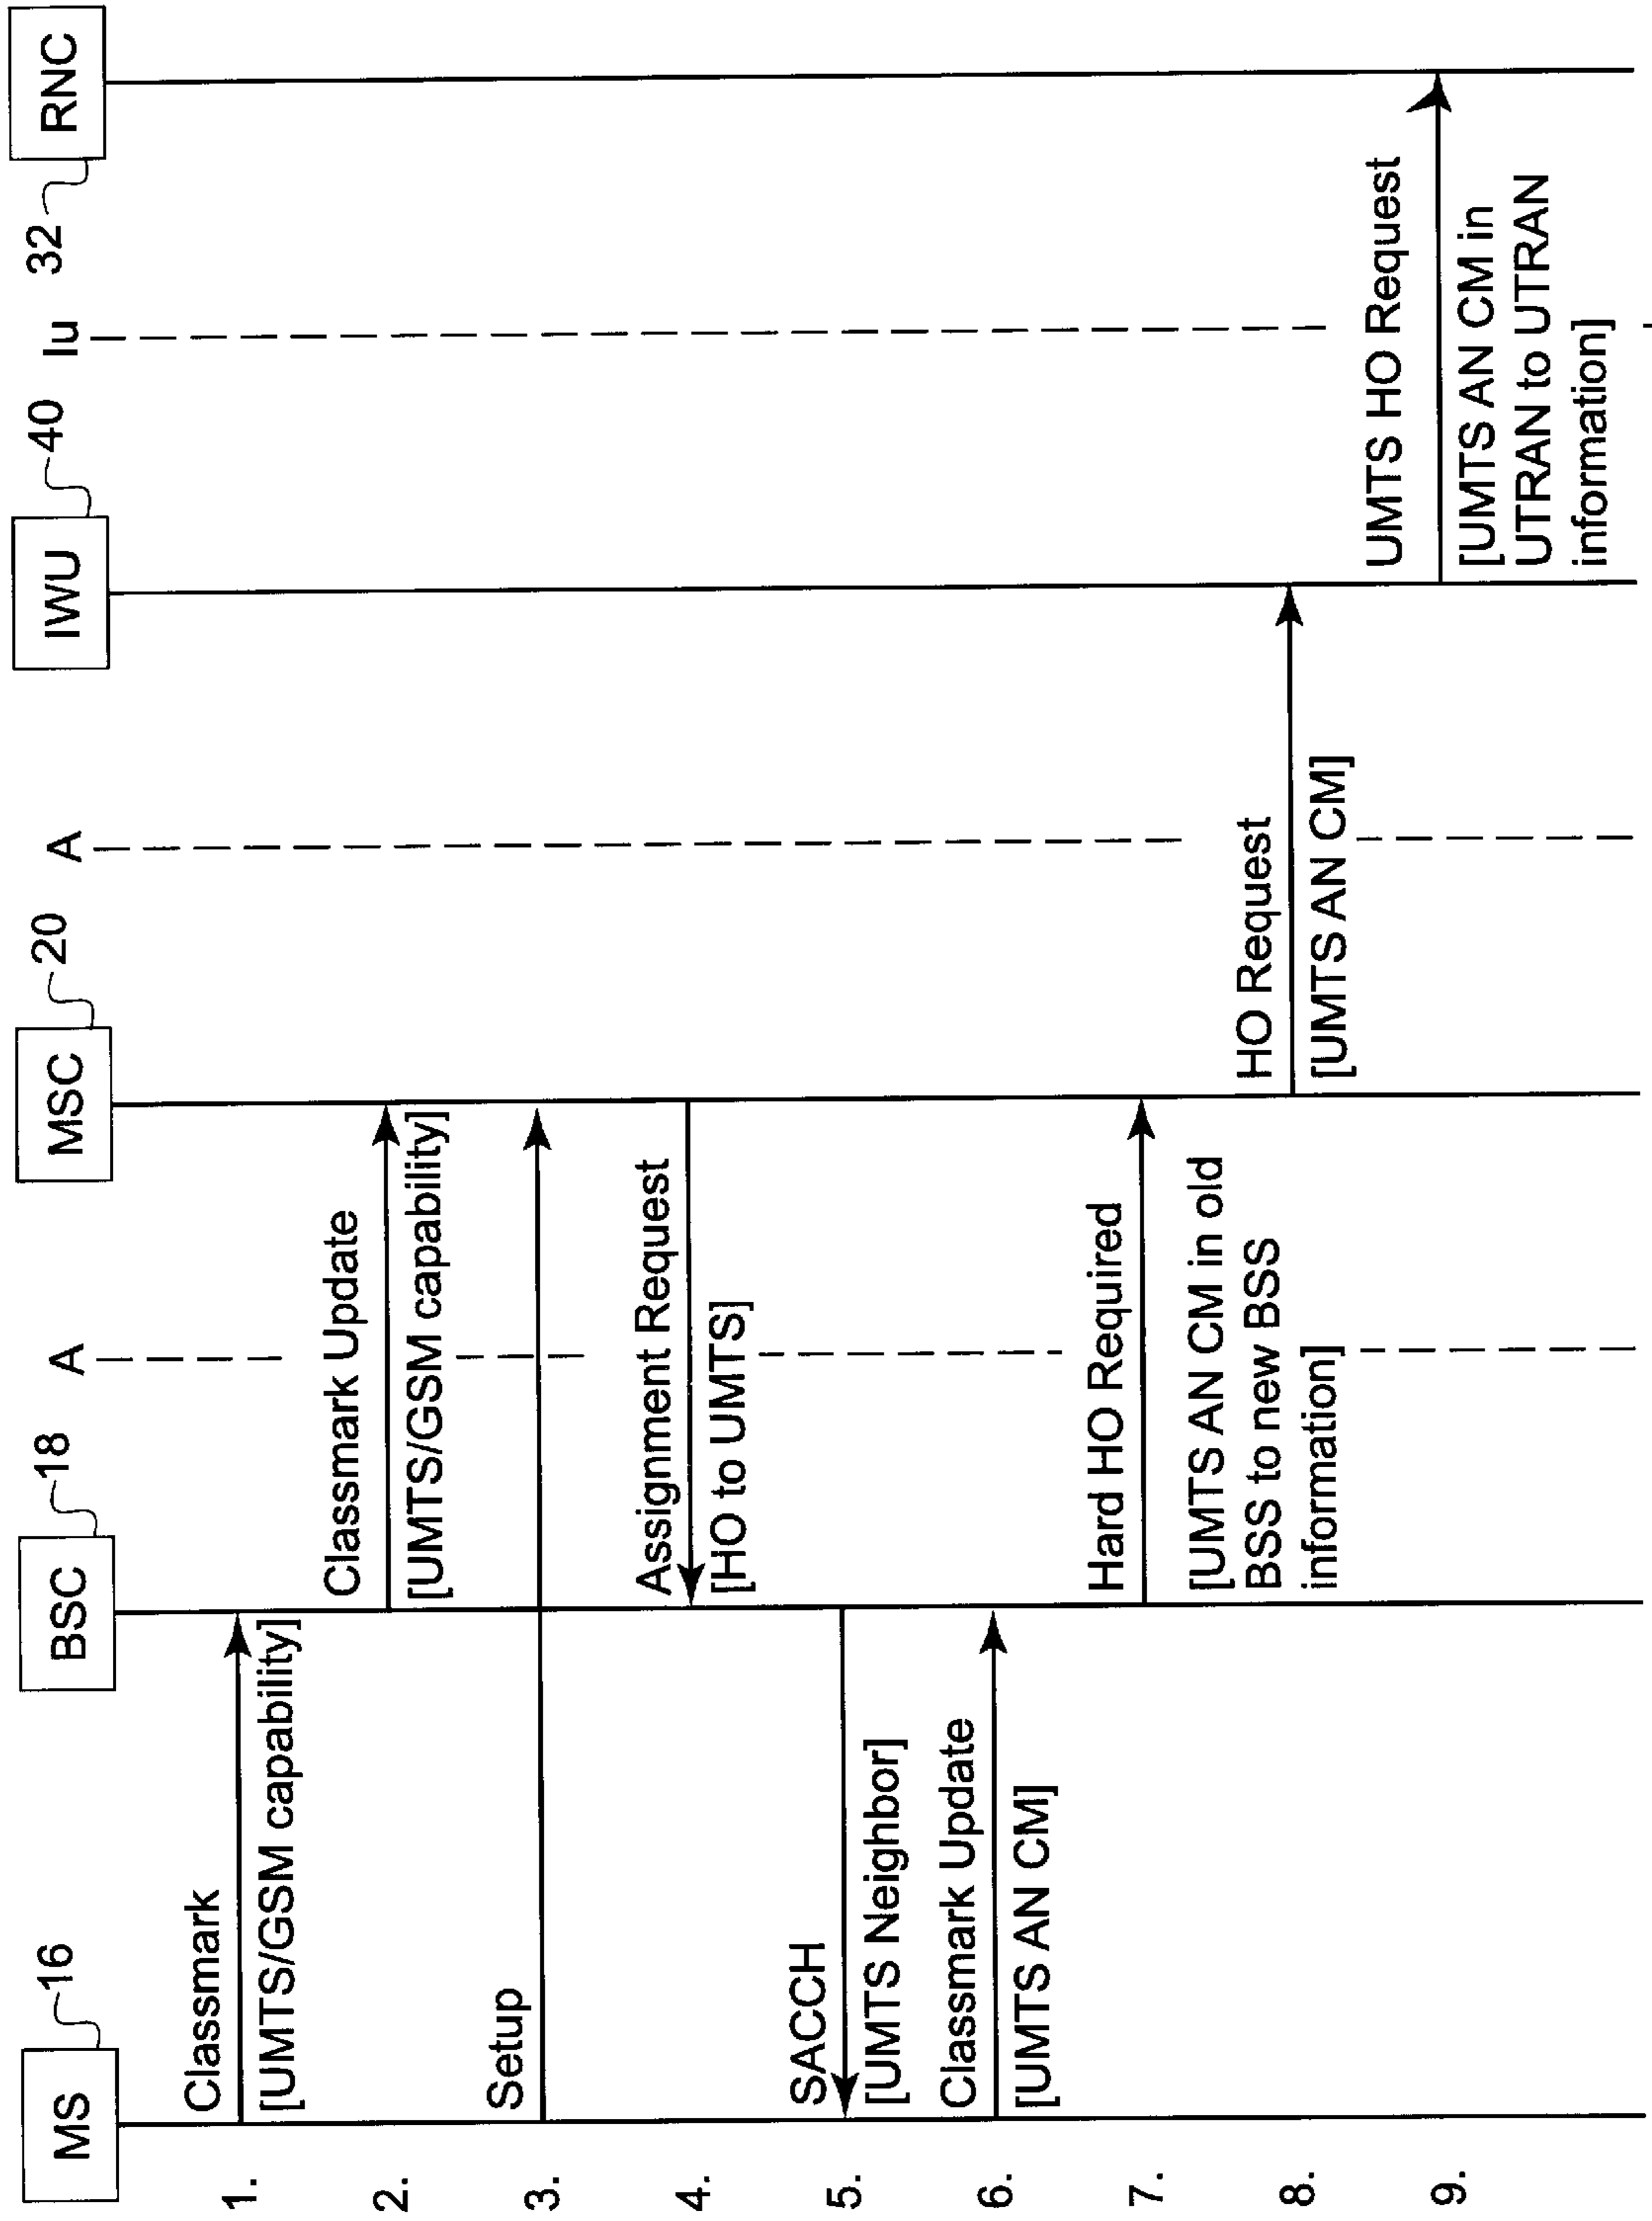 MS
16
BSC
18
A
MSC
20
A
IWU
40
Iu
32
RNC
1.
Classmark
[UMTS/GSM capability]
2.
Classmark Update
[UMTS/GSM capability]
3.
Setup
4.
Assignment Request
[HO to UMTS]
5.
SACCH
[UMTS Neighbor]
6.
Classmark Update
[UMTS AN CM]
7.
Hard HO Required
[UMTS AN CM in old
BSS to new BSS
information]
8.
HO Request
[UMTS AN CM]
9.
UMTS HO Request
[UMTS AN CM in
UTRAN to UTRAN
information]